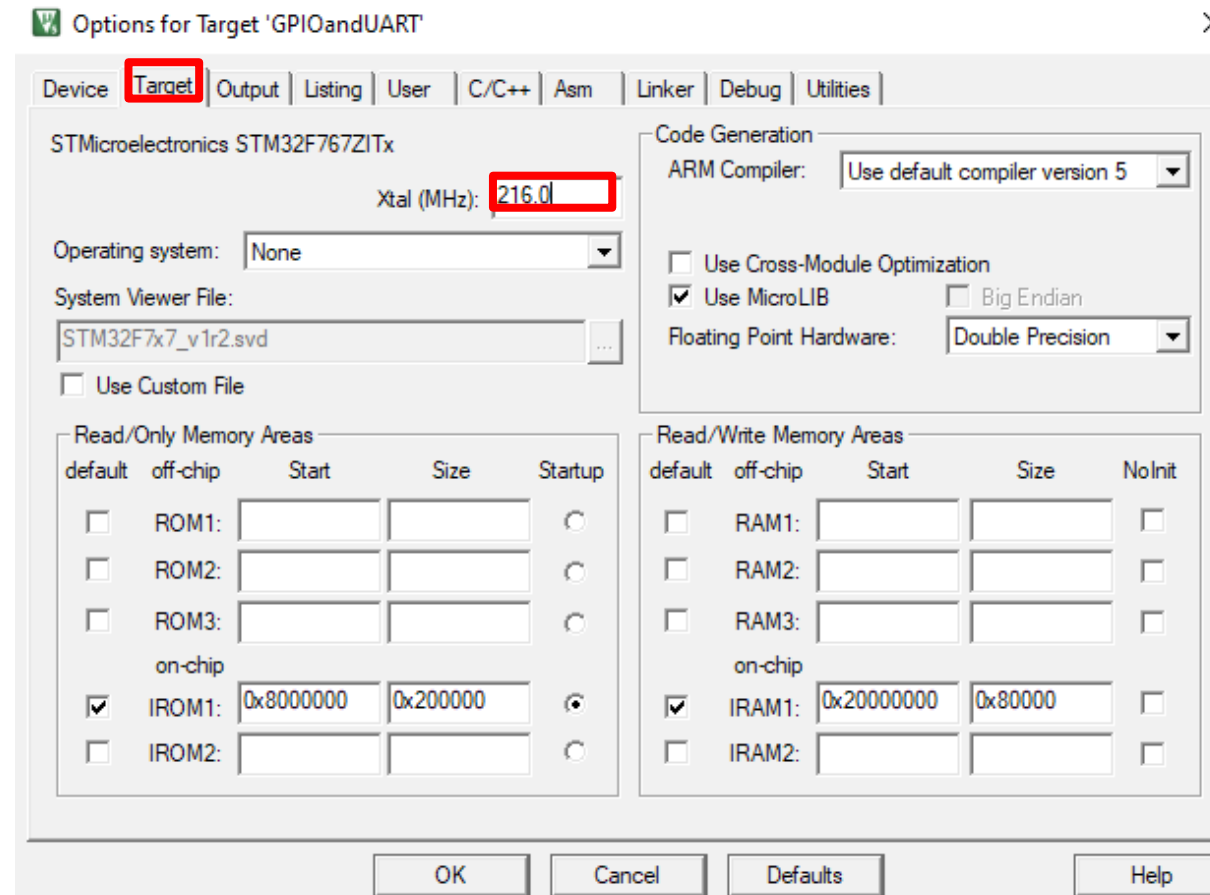 Options for Target 'GPIOandUART'
Device Target Output Listing User C/C++ Asm Linker Debug Utilities
STMicroelectronics STM32F767ZITx
Xtal (MHz): 216.0
Operating system: None
System Viewer File:
STM32F7x7_v1r2.svd ...
Use Custom File
Code Generation
ARM Compiler: Use default compiler version 5
Use Cross-Module Optimization
Use MicroLIB Big Endian
Floating Point Hardware: Double Precision
Read/Only Memory Areas
default off-chip Start Size Startup
ROM1:
ROM2:
ROM3:
on-chip
IROM1: 0x8000000 0x200000
IROM2:
Read/Write Memory Areas
default off-chip Start Size NoInit
RAM1:
RAM2:
RAM3:
on-chip
IRAM1: 0x20000000 0x80000
IRAM2:
OK Cancel Defaults Help